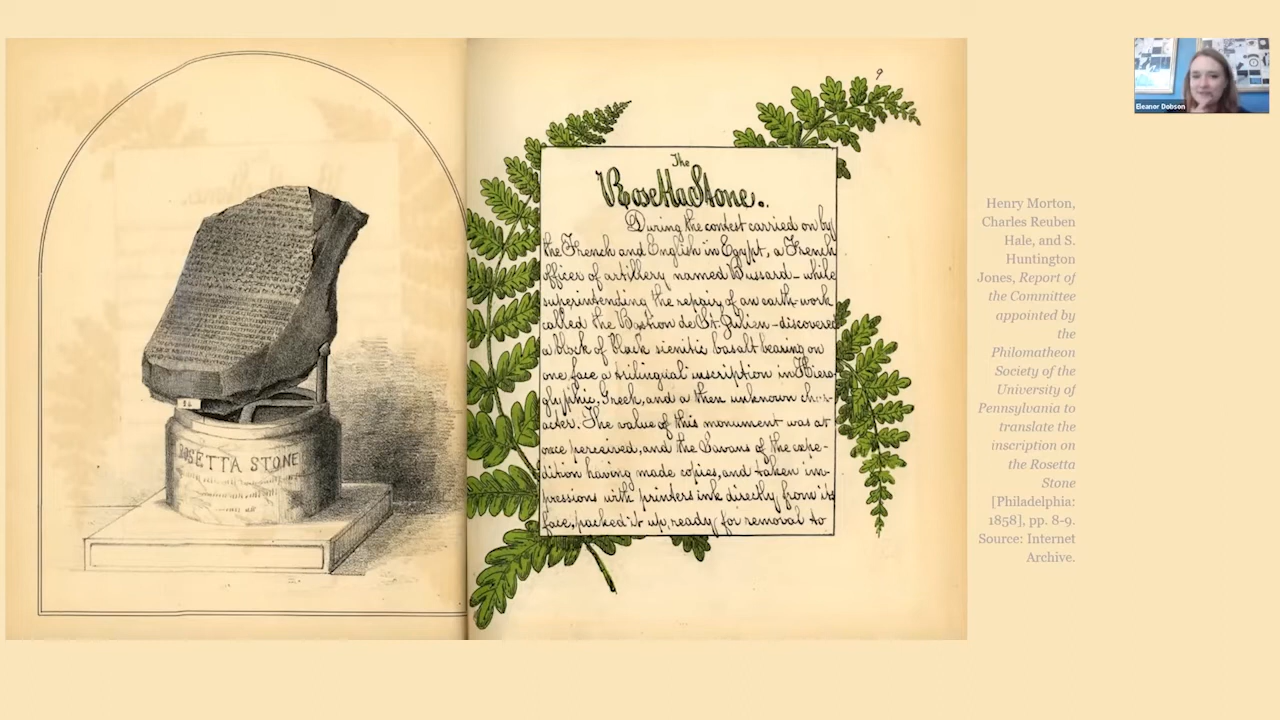 14
ROSETTA STONE
9
The
Rosetta Stone.
During the contest carried on by
the French and English in Egypt, a French
officer of artillery named Bussard - while
superintending the repair of an earth-work
called the Bastion de St. Julien - discovered
a block of black sienitic basalt bearing on
one face a trilingual inscription in Hiero-
glyphic, Greek, and a then unknown char-
acter. The value of this monument was at
once perceived, and the Savans of the expe-
dition having made copies, and taken im-
pressions with printers ink directly from its
face, packed it up, ready for removal to
Eleanor Dobson
Henry Morton,
Charles Reuben
Hale, and S.
Huntington
Jones, Report of
the Committee
appointed by
the
Philomatheon
Society of the
University of
Pennsylvania to
translate the
inscription on
the Rosetta
Stone
[Philadelphia:
1858], pp. 8-9.
Source: Internet
Archive.